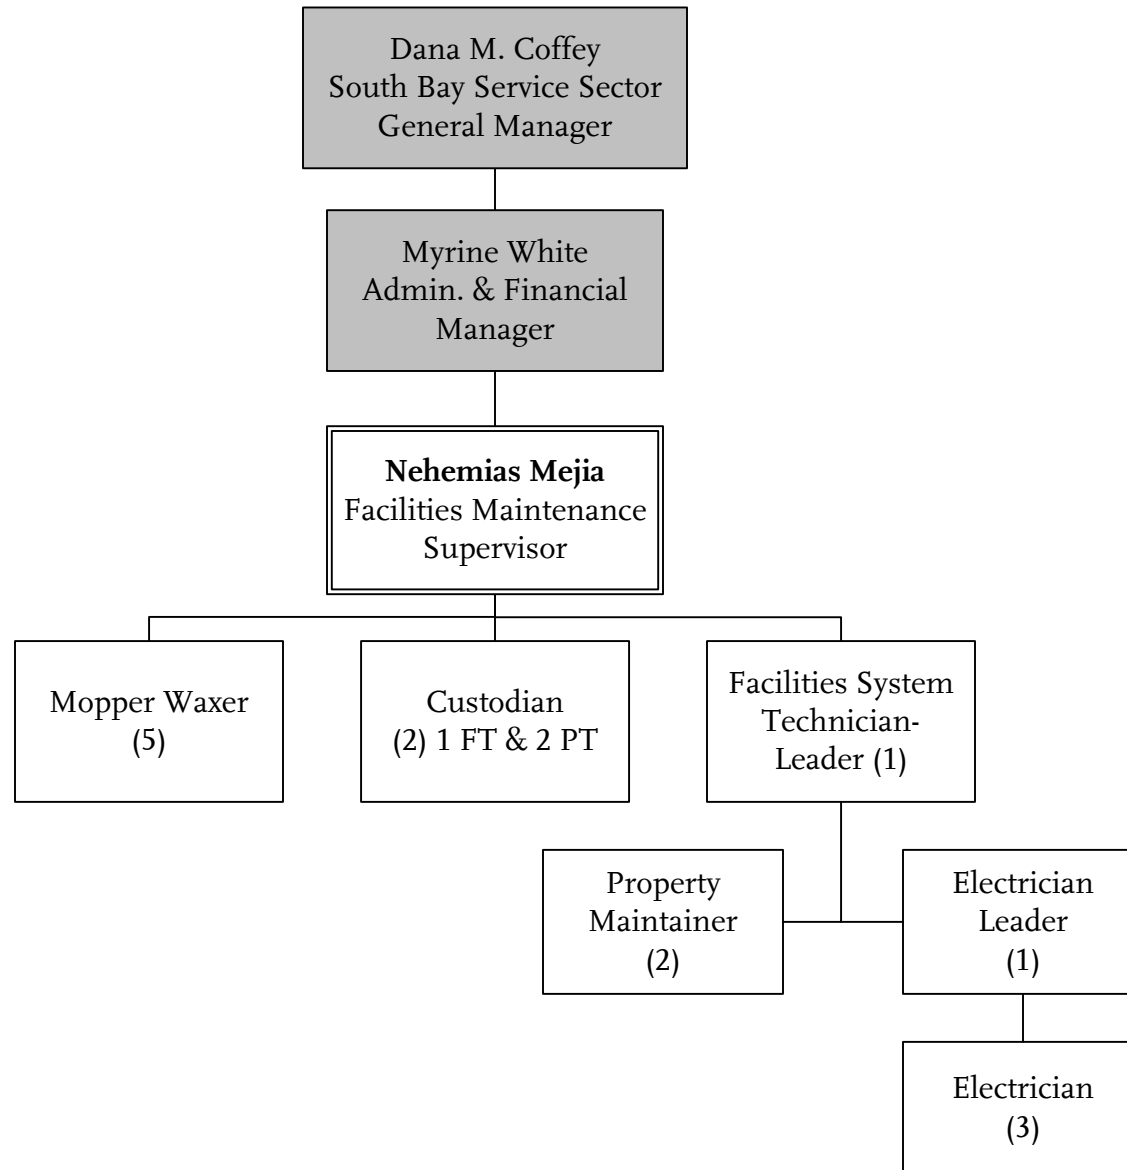 Dana M. Coffey
South Bay Service Sector
General Manager
Myrine White
Admin. & Financial
Manager
Nehemias Mejia
Facilities Maintenance
Supervisor
Mopper Waxer
(5)
Custodian
(2) 1 FT & 2 PT
Facilities System
Technician-
Leader (1)
Property
Maintainer
(2)
Electrician
Leader
(1)
Electrician
(3)